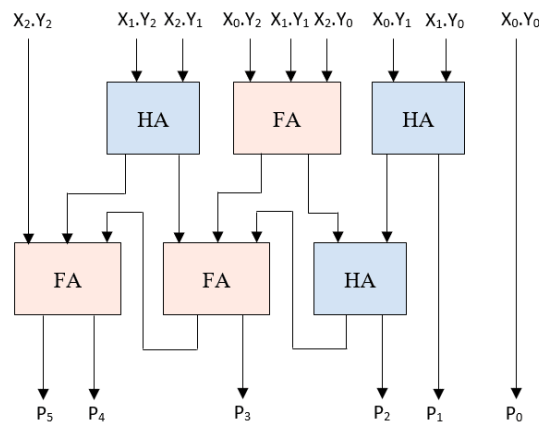 X₂.Y₂ X₁.Y₂ X₂.Y₁ X₀.Y₂ X₁.Y₁ X₂.Y₀ X₀.Y₁ X₁.Y₀ X₀.Y₀
HA FA HA
FA FA HA
P₅ P₄ P₃ P₂ P₁ P₀